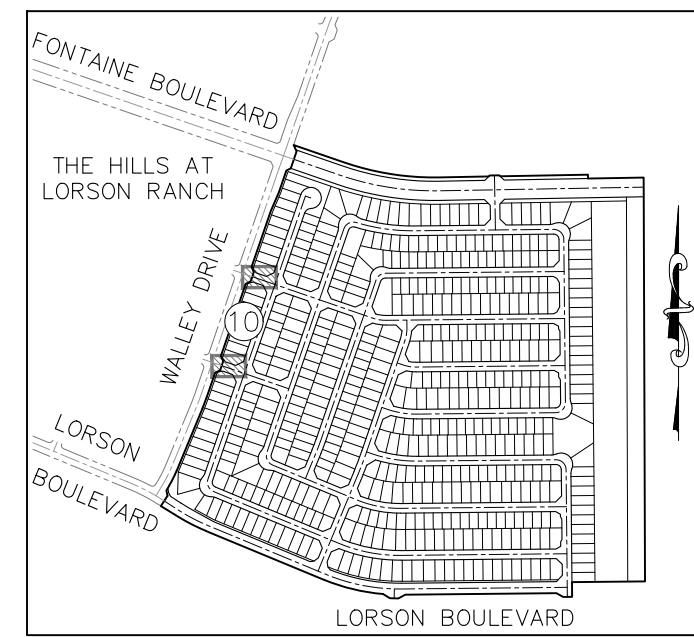 FONTAINE BOULEVARD
THE HILLS AT
LORSON RANCH
WALLEY DRIVE
10
LORSON
BOULEVARD
LORSON BOULEVARD